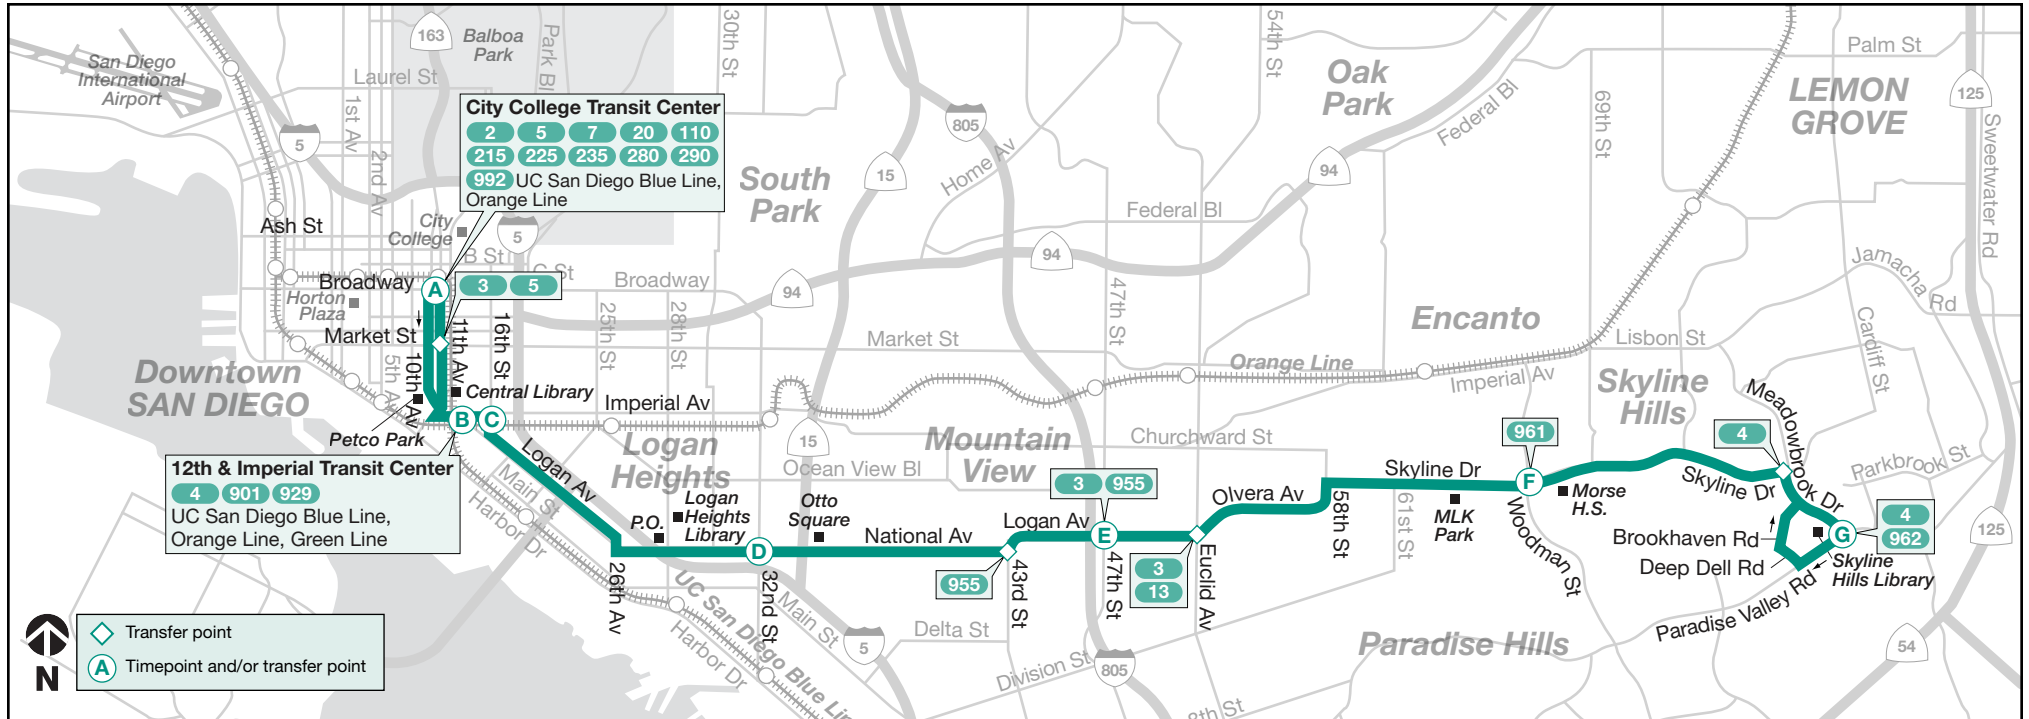 San Diego
International
Airport
163
Balboa
Park
Park Bl
Laurel St
1st Av
2nd Av
5
30th St
54th St
805
15
Home Av
South
Park
Oak
Park
Federal Bl
69th St
Palm St
LEMON
GROVE
125
Sweetwater Rd
94
City College Transit Center
2 5 7 20 110
215 225 235 280 290
992 UC San Diego Blue Line,
Orange Line
Ash St
City
College
5
B St
C St
Broadway
Broadway
A
3 5
Horton
Plaza
Market St
Federal Bl
94
94
47th St
Jamacha
Rd
Cardiff St
Encanto
Lisbon St
Market St
11th Av
16th St
25th St
28th St
5th A
10th Av
Central Library
Downtown
SAN DIEGO
Orange Line
Imperial Av
Imperial Av
Skyline
Hills
Meadowbrook Dr
Petco Park
B
C
12th & Imperial Transit Center
4 901 929
UC San Diego Blue Line,
Orange Line, Green Line
Logan Av
Main St
Harbor Dr
Logan
Heights
15
Ocean View Bl
Mountain
View
Churchward St
961
4
Parkbrook St
P.O.
Logan
Heights
Library
Otto
Square
3 955
Olvera Av
Skyline Dr
F
Skyline Dr
Morse
H.S.
MLK
Park
58th St
61st St
Woodman St
Brookhaven Rd
Deep Dell Rd
G
4
962
Skyline
Hills Library
Paradise Valley Rd
125
D
National Av
Logan Av
E
955
3
13
26th Av
32nd St
43rd St
47th St
Euclid Av
UC San Diego Blue Lin
Main St
Harbor Dr
5
Delta St
Division St
805
8th St
Paradise Hills
54
N
Transfer point
A
Timepoint and/or transfer point